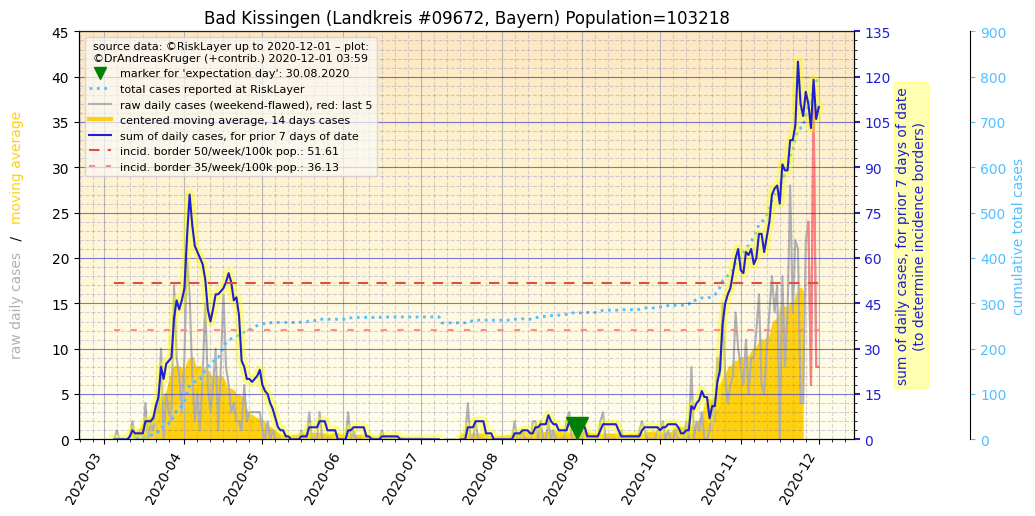 Bad Kissingen (Landkreis #09672, Bayern) Population=103218
source data: ©RiskLayer up to 2020-12-01 – plot:
©DrAndreasKruger (+contrib.) 2020-12-01 03:59
marker for 'expectation day': 30.08.2020
total cases reported at RiskLayer
raw daily cases (weekend-flawed), red: last 5
centered moving average, 14 days cases
sum of daily cases, for prior 7 days of date
incid. border 50/week/100k pop.: 51.61
incid. border 35/week/100k pop.: 36.13
raw daily cases / moving average
45
40
35
30
25
20
15
10
5
0
2020-03
2020-04
2020-05
2020-06
2020-07
2020-08
2020-09
2020-10
2020-11
2020-12
135
120
105
90
75
60
45
30
15
0
sum of daily cases, for prior 7 days of date
(to determine incidence borders)
900
800
700
600
500
400
300
200
100
0
cumulative total cases